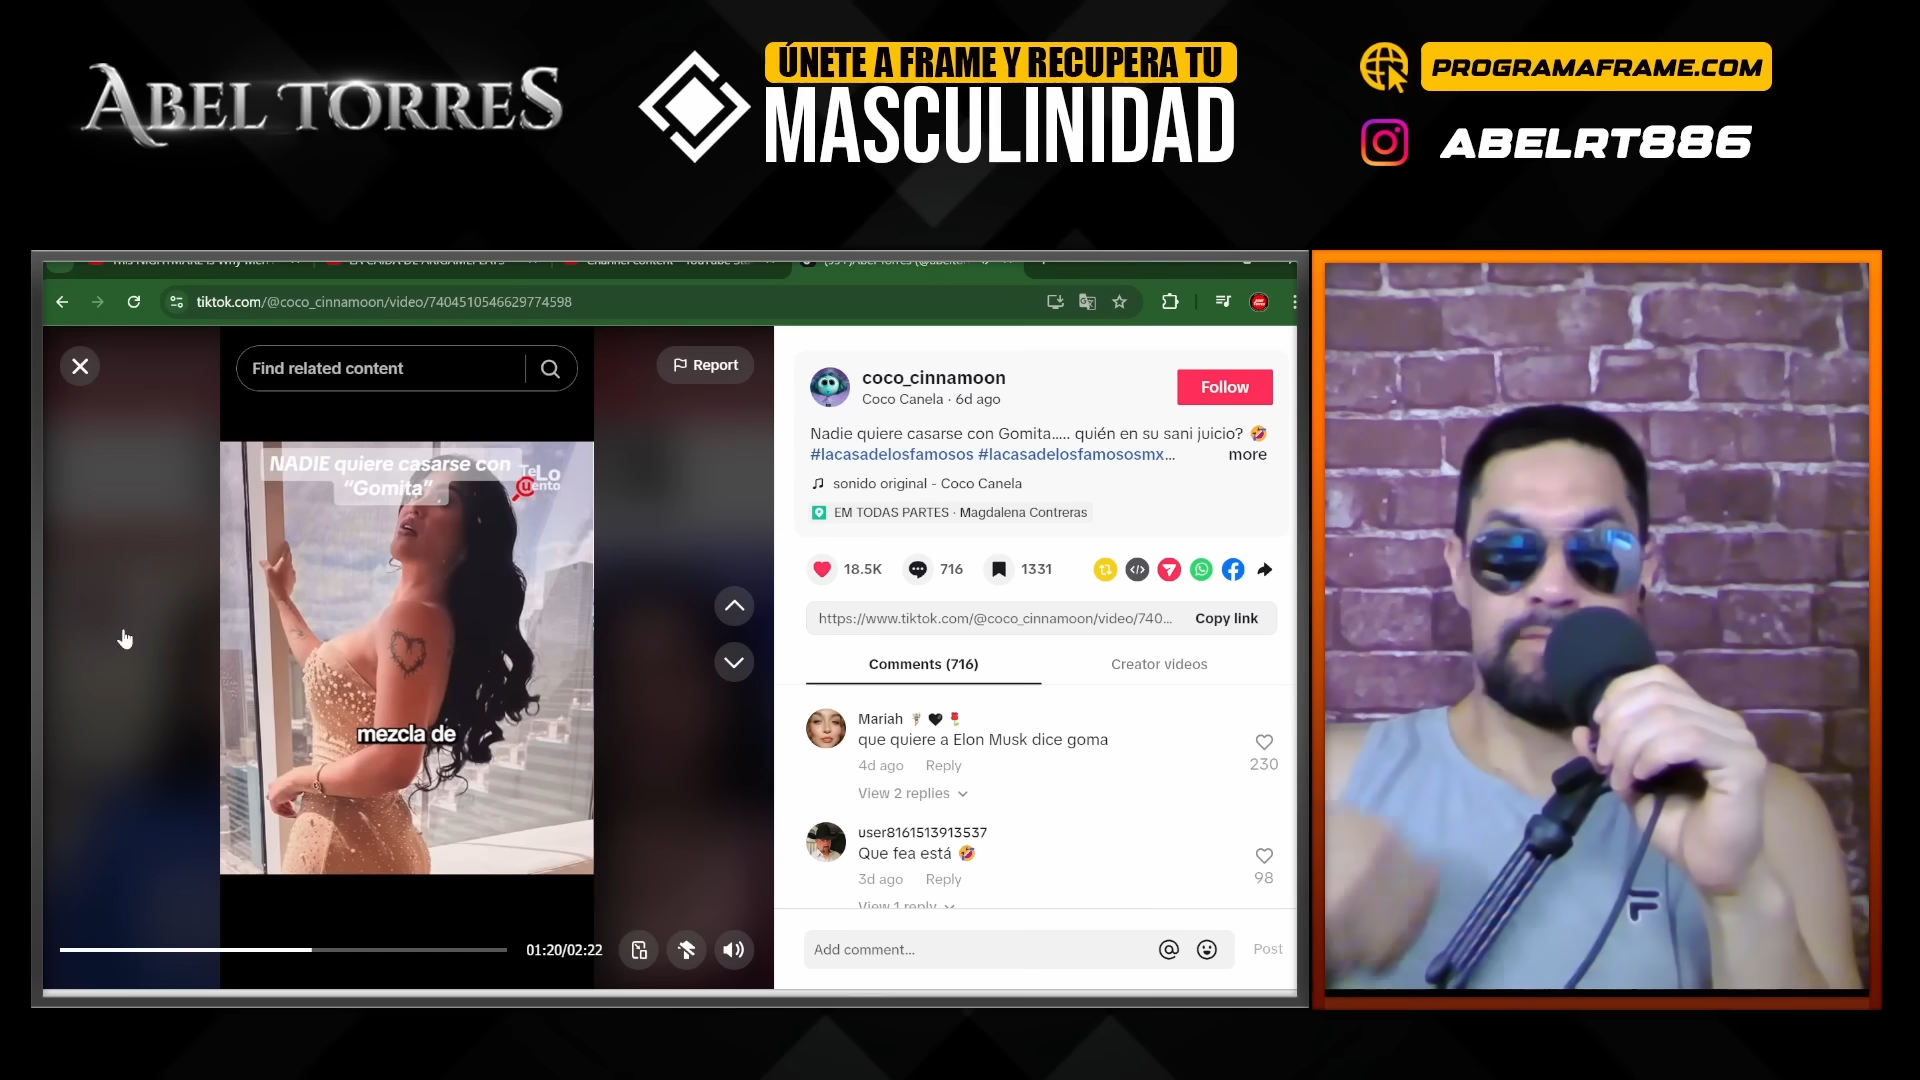 ABEL TORRES
ÚNETE A FRAME Y RECUPERA TU
MASCULINIDAD
PROGRAMAFRAME.COM
ABELRT886
tiktok.com/@coco_cinnamoon/video/7404510546629774598
Find related content
Report
NADIE quiere casarse con
“Gomita”
TeLo
Cuento
mezcla de
01:20/02:22
coco_cinnamoon
Coco Canela · 6d ago
Follow
Nadie quiere casarse con Gomita..... quién en su sani juicio? 🤣
#lacasadelosfamosos #lacasadelosfamososmx... more
sonido original - Coco Canela
EM TODAS PARTES · Magdalena Contreras
18.5K
716
1331
https://www.tiktok.com/@coco_cinnamoon/video/740...
Copy link
Comments (716)
Creator videos
Mariah
que quiere a Elon Musk dice goma
4d ago Reply
230
View 2 replies
user8161513913537
Que fea está 🤣
3d ago Reply
98
View 1 reply
Add comment...
Post